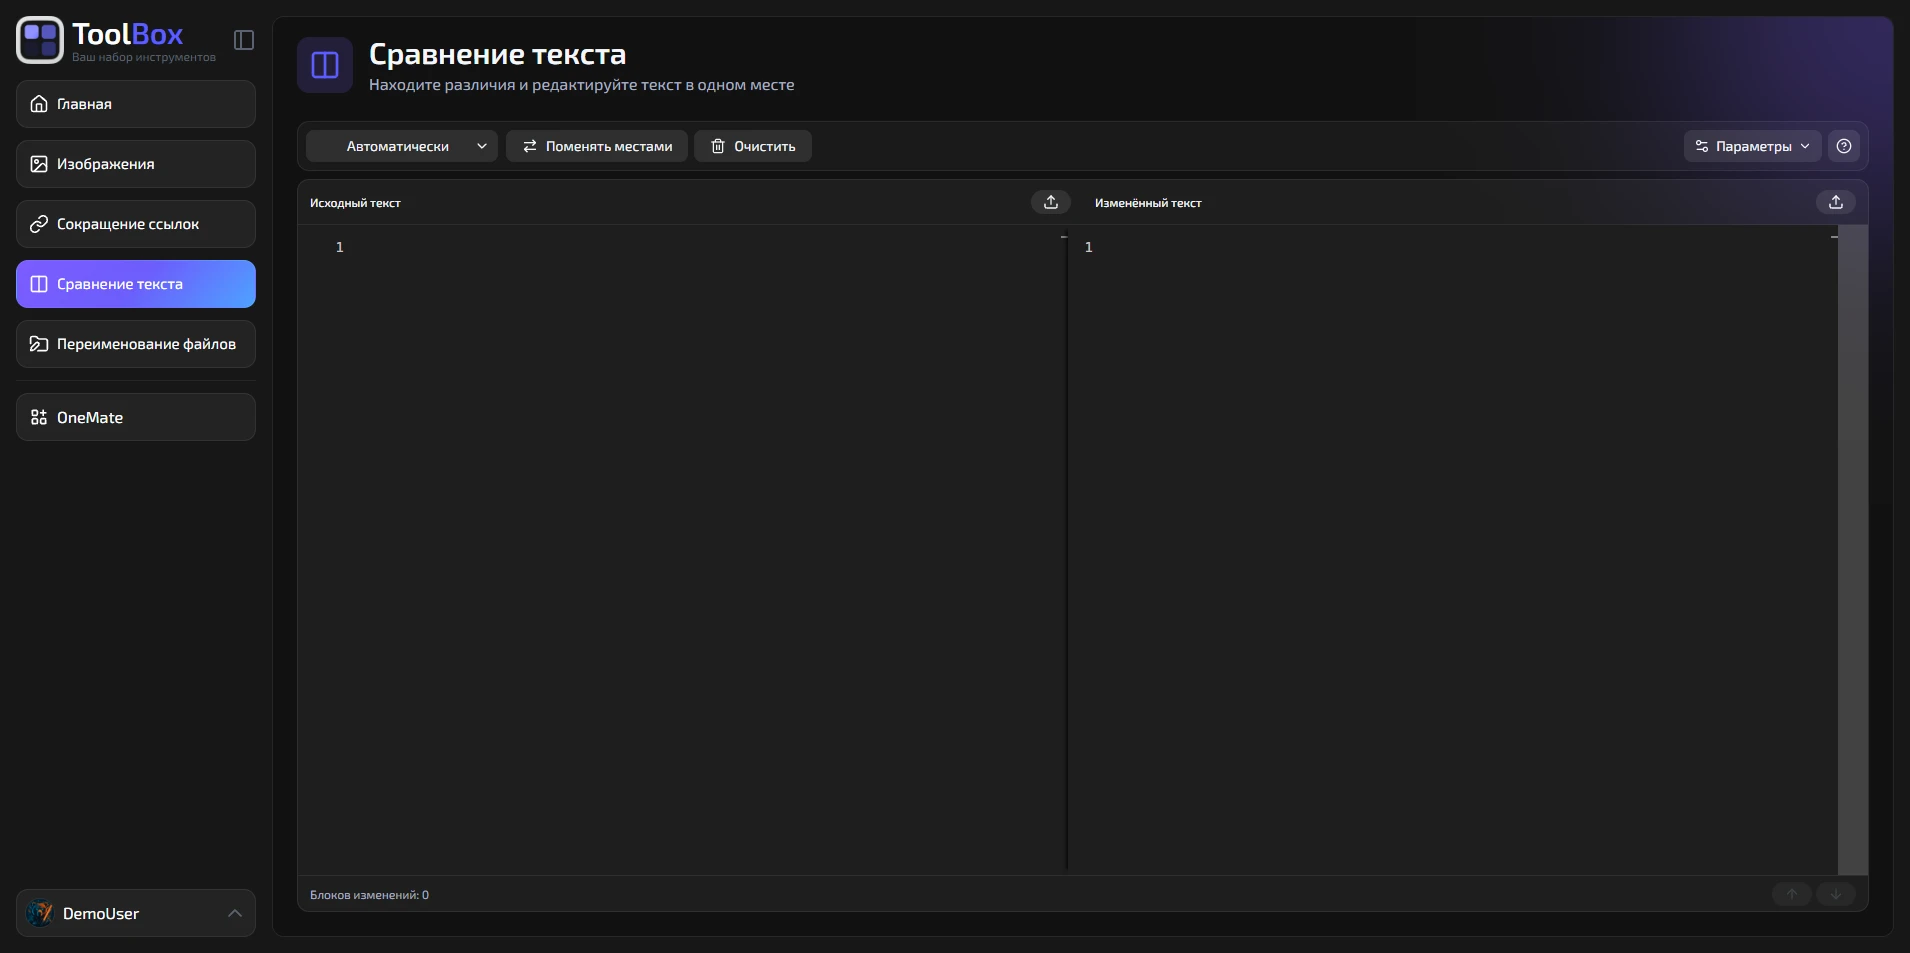 ToolBox
Ваш набор инструментов
Главная
Изображения
Сокращение ссылок
Сравнение текста
Переименование файлов
OneMate
DemoUser
Сравнение текста
Находите различия и редактируйте текст в одном месте
Автоматически
Поменять местами
Очистить
Параметры
Исходный текст
Изменённый текст
1
1
Блоков изменений: 0